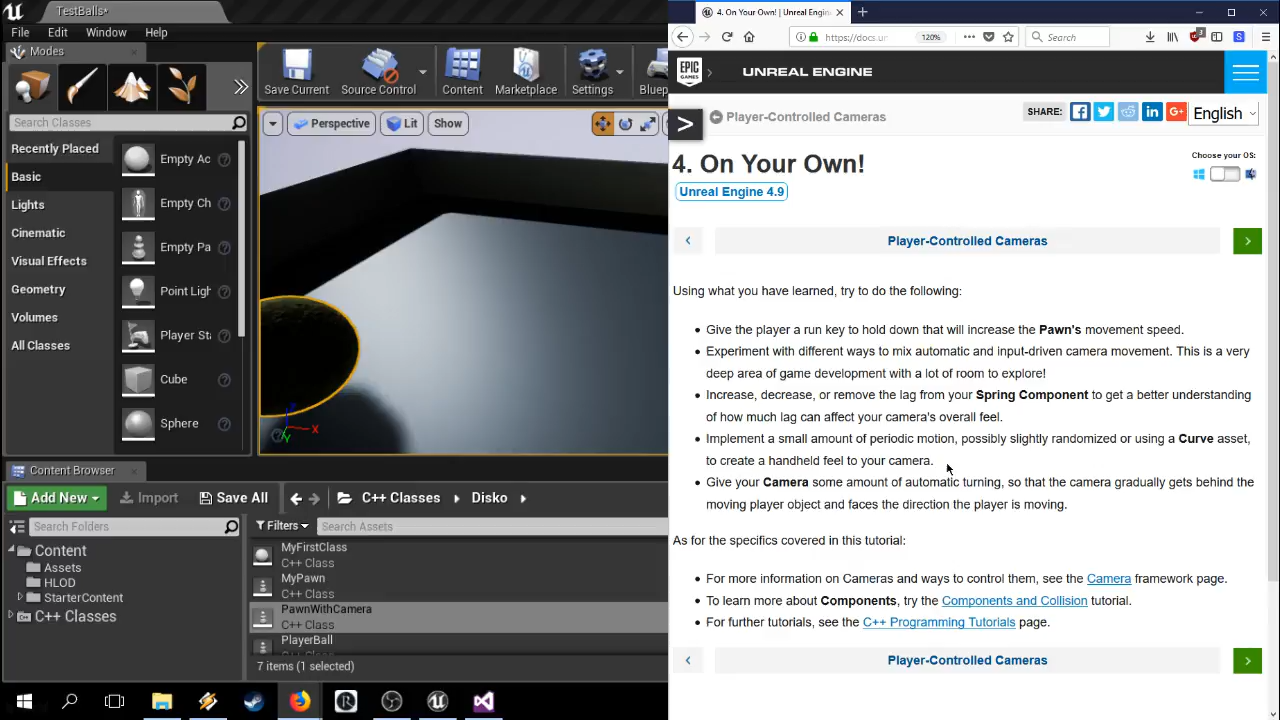 TestBalls*
File Edit Window
Modes
Save Current
Source Control
Content
Marketplace
Settings
Bluep
Search Classes
Perspective
Lit
Show
Recently Placed
Basic
Lights
Cinematic
Visual Effects
Geometry
Volumes
All Classes
Empty Ac
Empty Ch
Empty Pa
Point Ligh
Player Sta
Cube
Sphere
Z
X
Y
Content Browser
Add New
Import
Save All
C++ Classes
Disko
Search Folders
Filters
Search Assets
Content
Assets
HLOD
StarterContent
C++ Classes
MyFirstClass
C++ Class
MyPawn
C++ Class
PawnWithCamera
C++ Class
PlayerBall
7 items (1 selected)
4. On Your Own! | Unreal Engin
https://docs.un
120%
Search
EPIC GAMES
UNREAL ENGINE
Player-Controlled Cameras
SHARE:
English
4. On Your Own!
Choose your OS:
Unreal Engine 4.9
Player-Controlled Cameras
Using what you have learned, try to do the following:
Give the player a run key to hold down that will increase the Pawn's movement speed.
Experiment with different ways to mix automatic and input-driven camera movement. This is a very
deep area of game development with a lot of room to explore!
Increase, decrease, or remove the lag from your Spring Component to get a better understanding
of how much lag can affect your camera's overall feel.
Implement a small amount of periodic motion, possibly slightly randomized or using a Curve asset,
to create a handheld feel to your camera.
Give your Camera some amount of automatic turning, so that the camera gradually gets behind the
moving player object and faces the direction the player is moving.
As for the specifics covered in this tutorial:
For more information on Cameras and ways to control them, see the Camera framework page.
To learn more about Components, try the Components and Collision tutorial.
For further tutorials, see the C++ Programming Tutorials page.
Player-Controlled Cameras